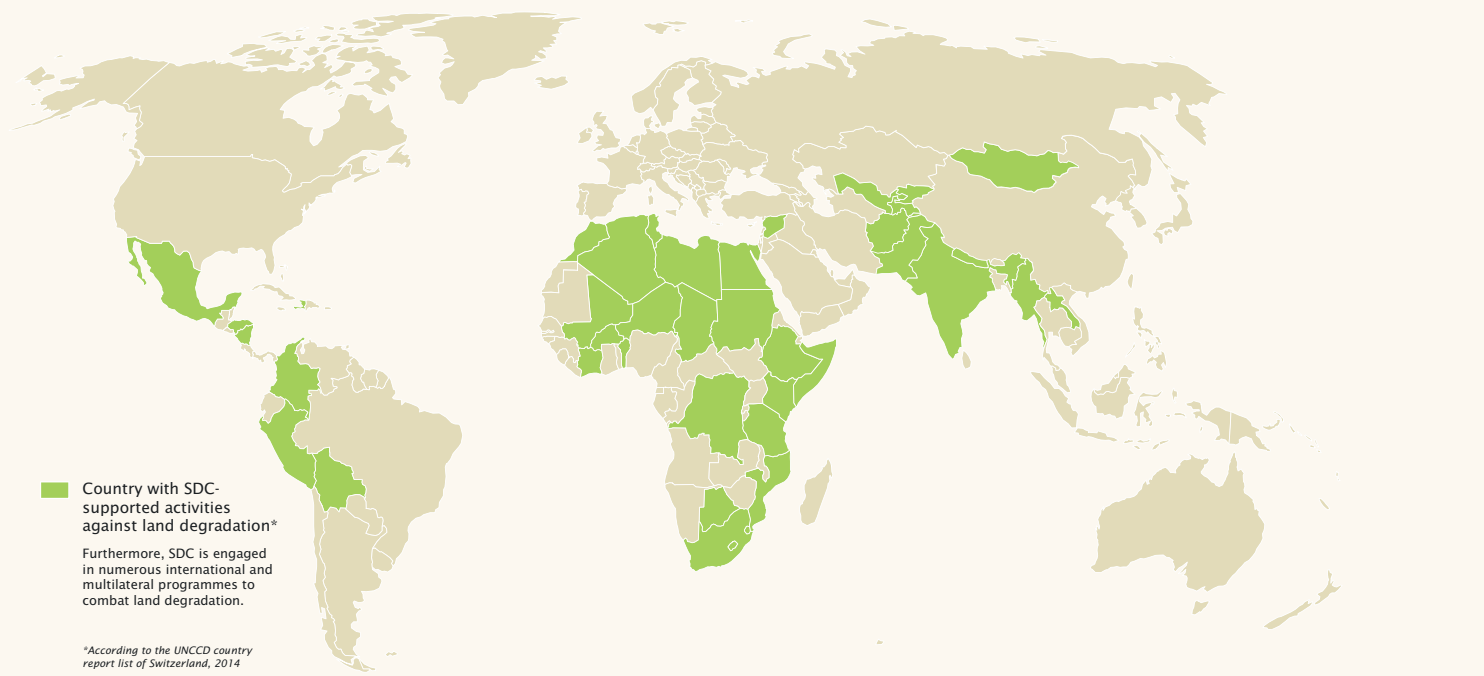 Country with SDC-
supported activities
against land degradation*
Furthermore, SDC is engaged
in numerous international and
multilateral programmes to
combat land degradation.
*According to the UNCCD country
report list of Switzerland, 2014